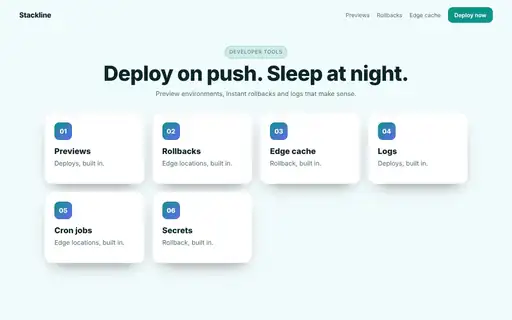 Stackline
Previews Rollbacks Edge cache Deploy now
DEVELOPER TOOLS
Deploy on push. Sleep at night.
Preview environments, instant rollbacks and logs that make sense.
01
Previews
Deploys, built in.
02
Rollbacks
Edge locations, built in.
03
Edge cache
Rollback, built in.
04
Logs
Deploys, built in.
05
Cron jobs
Edge locations, built in.
06
Secrets
Rollback, built in.